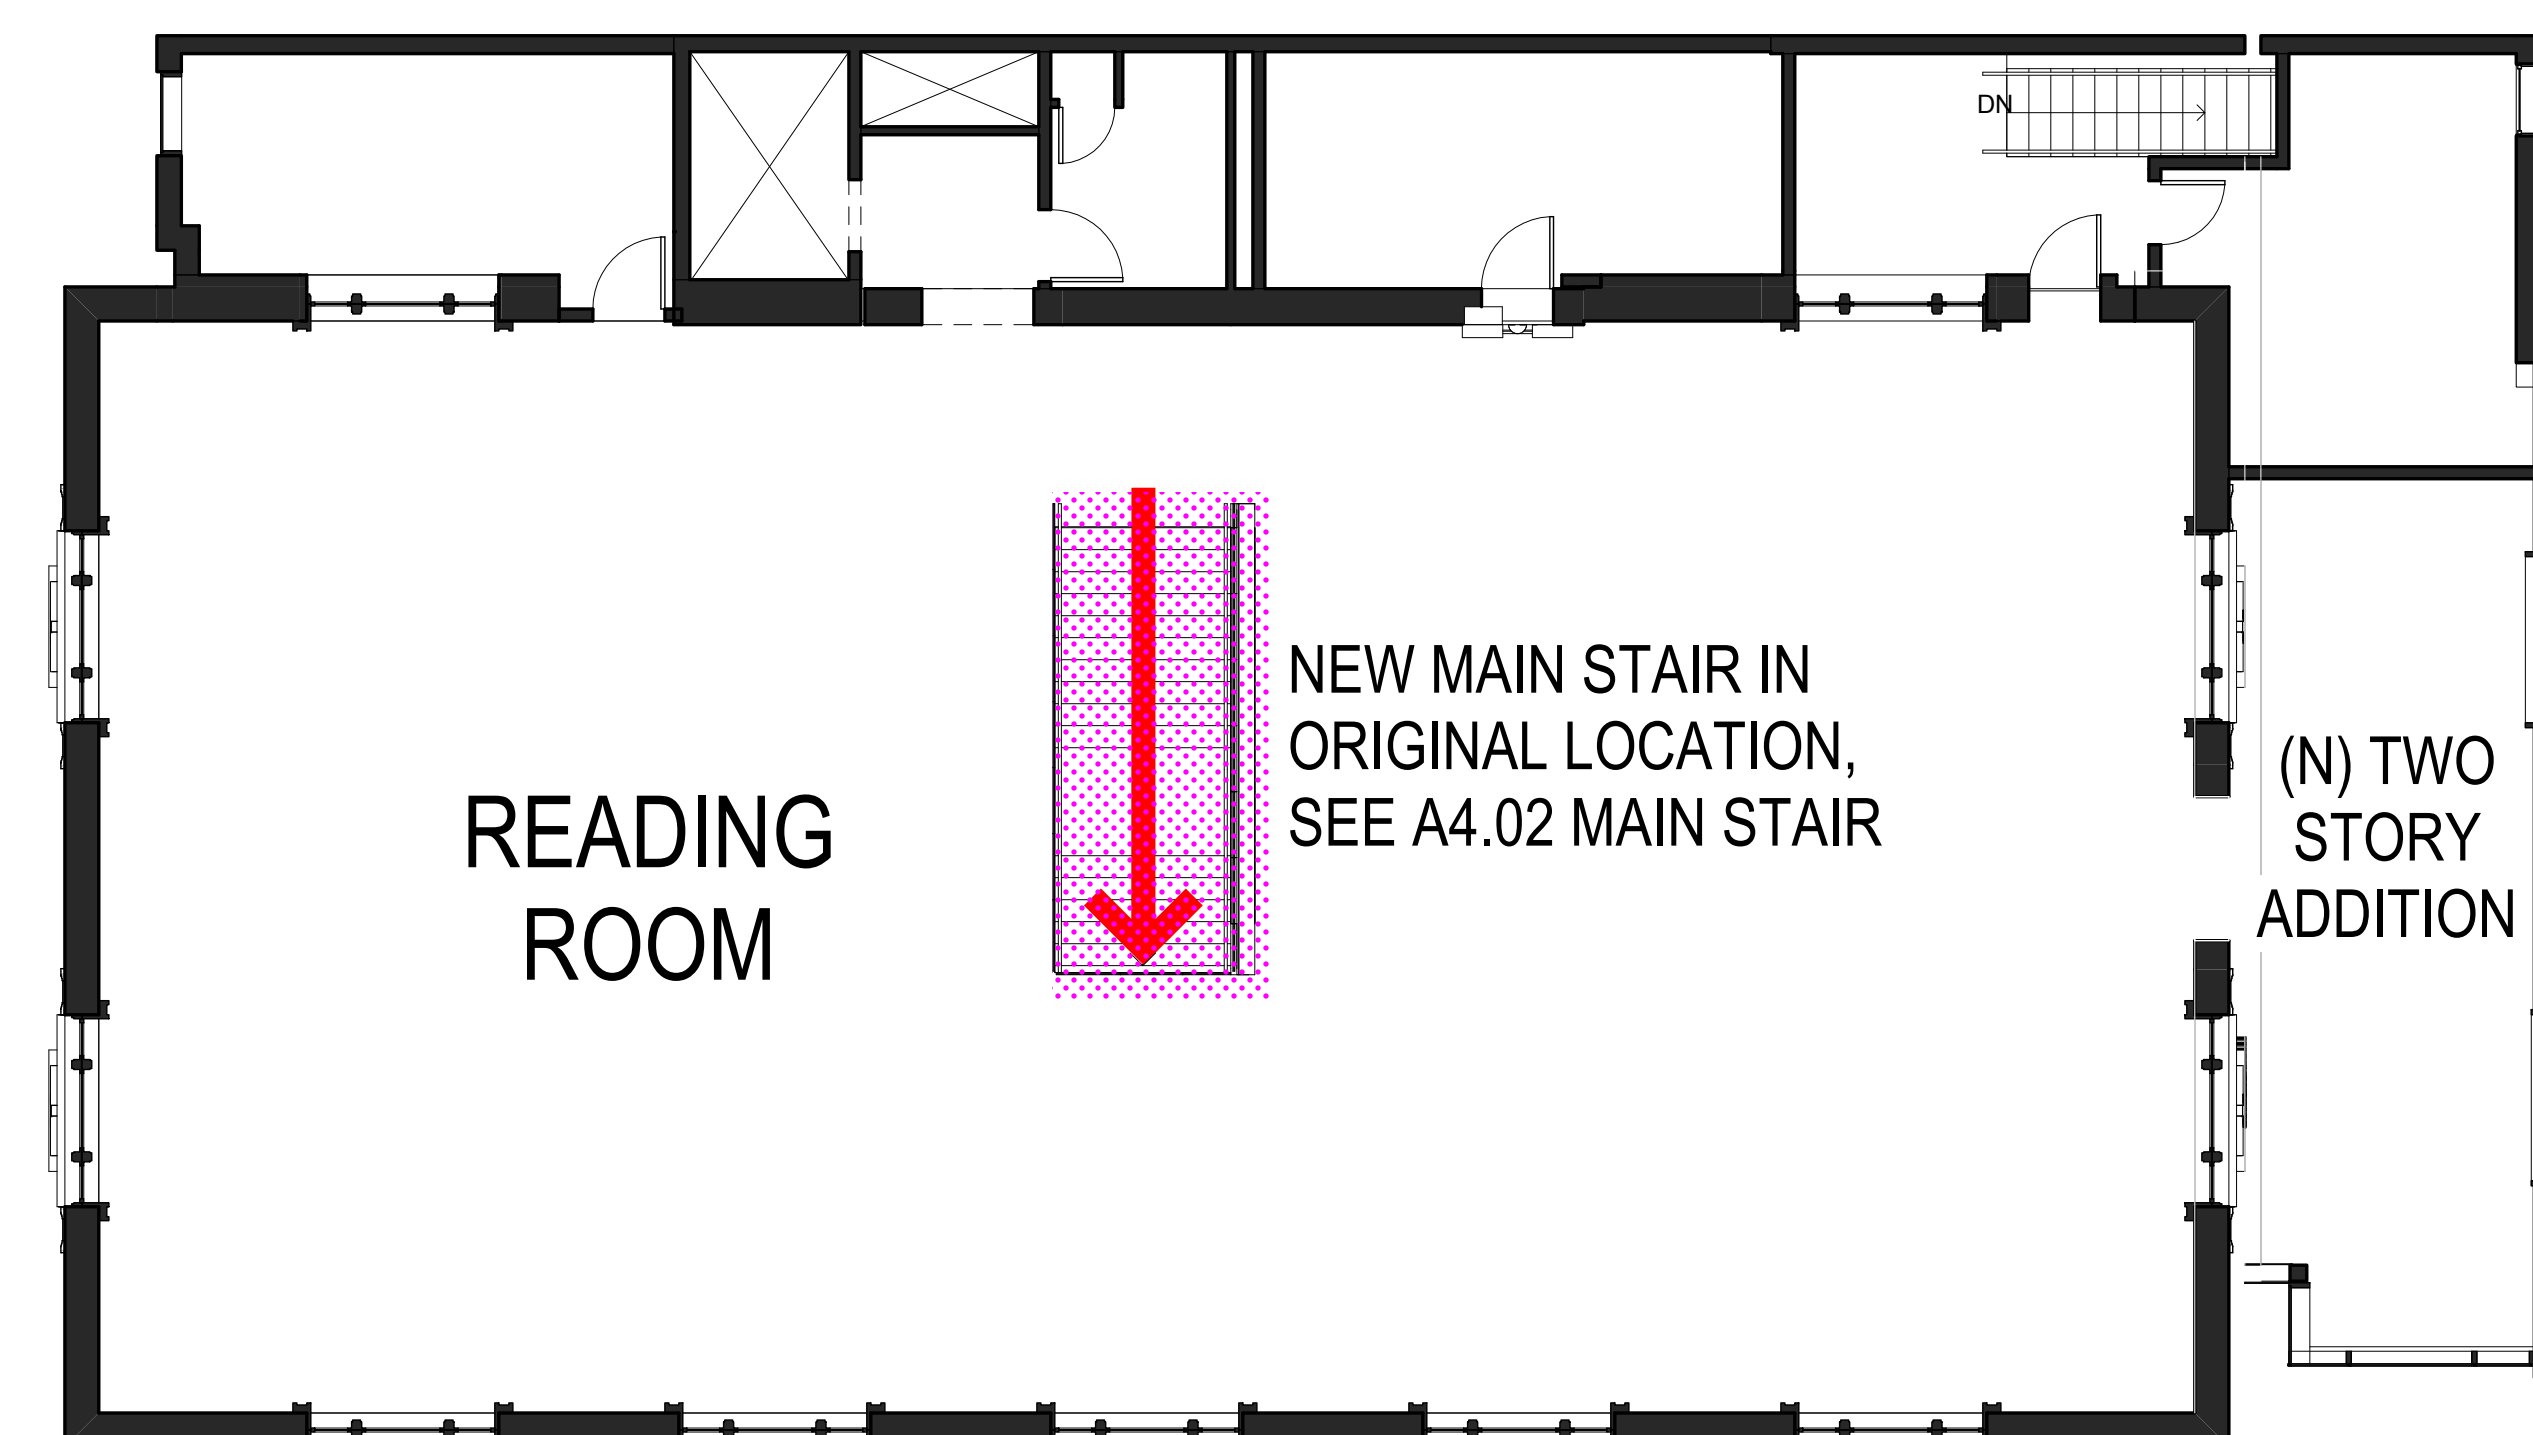 DN
NEW MAIN STAIR IN
ORIGINAL LOCATION,
SEE A4.02 MAIN STAIR
READING
ROOM
(N) TWO
STORY
ADDITION